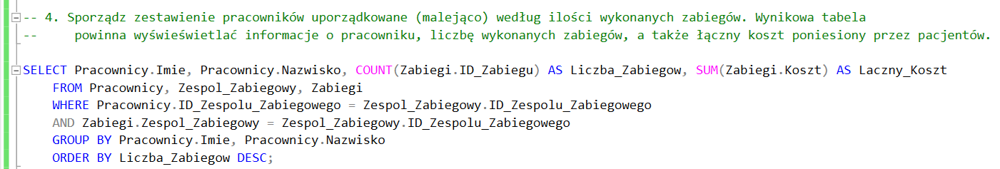 -- 4. Sporządz zestawienie pracowników uporządkowane (malejąco) według ilości wykonanych zabiegów. Wynikowa tabela
--     powinna wyświeświetlać informacje o pracowniku, liczbę wykonanych zabiegów, a także łączny koszt poniesiony przez pacjentów.
SELECT Pracownicy.Imie, Pracownicy.Nazwisko, COUNT(Zabiegi.ID_Zabiegu) AS Liczba_Zabiegow, SUM(Zabiegi.Koszt) AS Laczny_Koszt
    FROM Pracownicy, Zespol_Zabiegowy, Zabiegi
    WHERE Pracownicy.ID_Zespolu_Zabiegowego = Zespol_Zabiegowy.ID_Zespolu_Zabiegowego
    AND Zabiegi.Zespol_Zabiegowy = Zespol_Zabiegowy.ID_Zespolu_Zabiegowego
    GROUP BY Pracownicy.Imie, Pracownicy.Nazwisko
    ORDER BY Liczba_Zabiegow DESC;